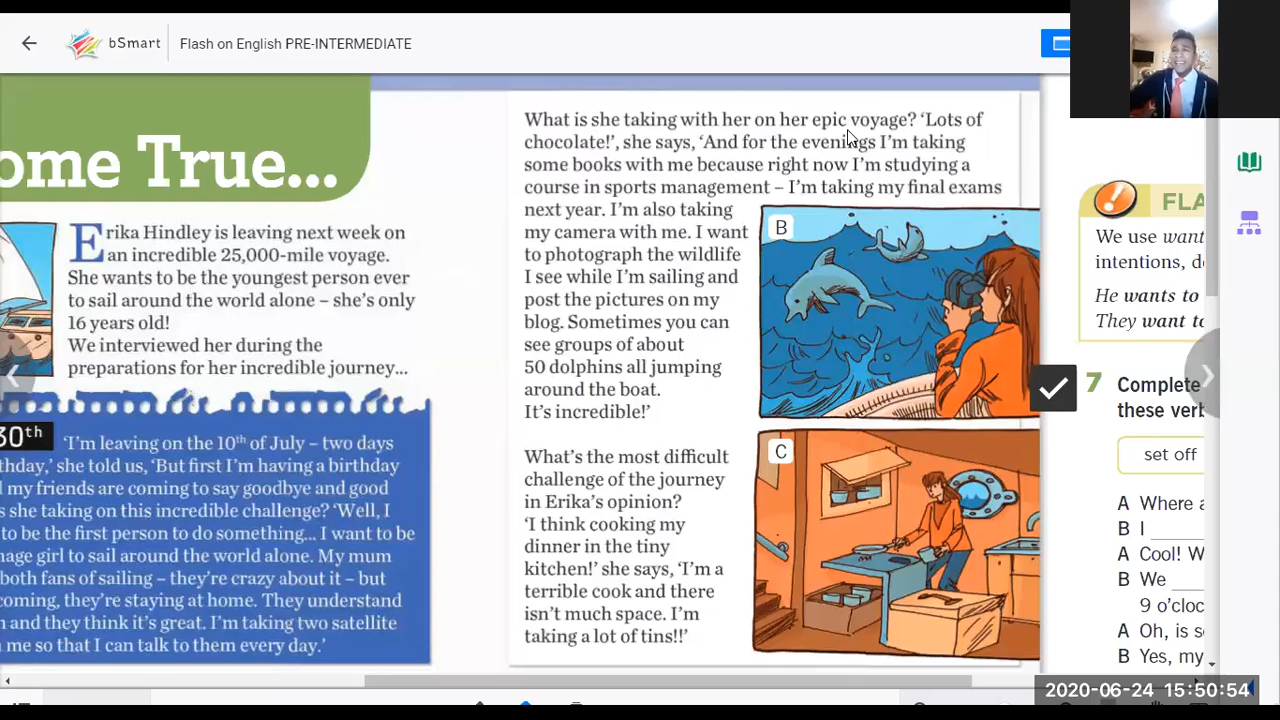 bSmart
Flash on English PRE-INTERMEDIATE
ome True...
Erika Hindley is leaving next week on
an incredible 25,000-mile voyage.
She wants to be the youngest person ever
to sail around the world alone – she's only
16 years old!
We interviewed her during the
preparations for her incredible journey...
30th
'I'm leaving on the 10th of July – two days
thday,' she told us, 'But first I'm having a birthday
my friends are coming to say goodbye and good
s she taking on this incredible challenge? 'Well, I
to be the first person to do something... I want to be
nage girl to sail around the world alone. My mum
both fans of sailing – they're crazy about it – but
coming, they're staying at home. They understand
and they think it's great. I'm taking two satellite
me so that I can talk to them every day.'
What is she taking with her on her epic voyage? 'Lots of
chocolate!', she says, 'And for the evenings I'm taking
some books with me because right now I'm studying a
course in sports management – I'm taking my final exams
next year. I'm also taking
my camera with me. I want
to photograph the wildlife
I see while I'm sailing and
post the pictures on my
blog. Sometimes you can
see groups of about
50 dolphins all jumping
around the boat.
It's incredible!'
B
What's the most difficult
challenge of the journey
in Erika's opinion?
'I think cooking my
dinner in the tiny
kitchen!' she says, 'I'm a
terrible cook and there
isn't much space. I'm
taking a lot of tins!!'
C
FLA
We use want
intentions, d
He wants to
They want to
7 Complete
these verb
set off
A Where a
B I
A Cool! W
B We
9 o'cloc
A Oh, is s
B Yes, my
2020-06-24 15:50:54